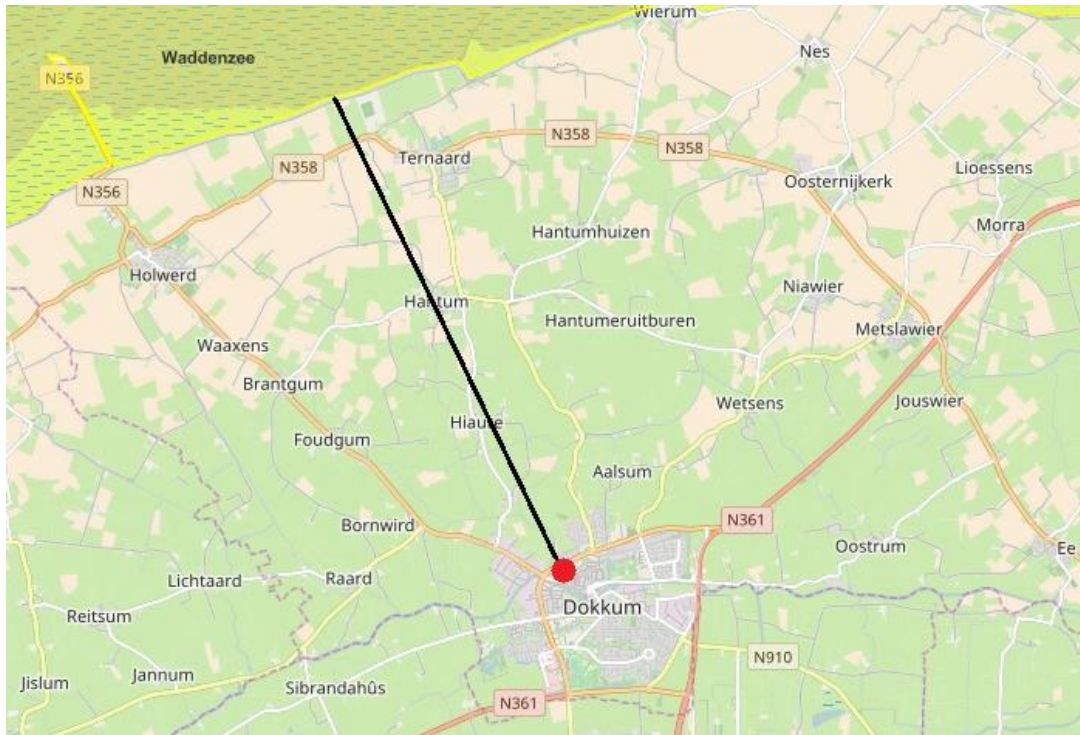 Wierum
Waddenzee
Nes
N356
N358
N358
Ternaard
N358
Lioessens
Oosternijkerk
N356
Morra
Hantumhuizen
Holwerd
Niawier
Hantum
Hantumeruitburen
Metslawier
Waaxens
Brantgum
Jouswier
Wetsens
Hiaure
Foudgum
Aalsum
Bornwird
N361
Oostrum
Ee
Lichtaard
Raard
Dokkum
Reitsum
N910
Jannum
Jislum
Sibrandahûs
N361